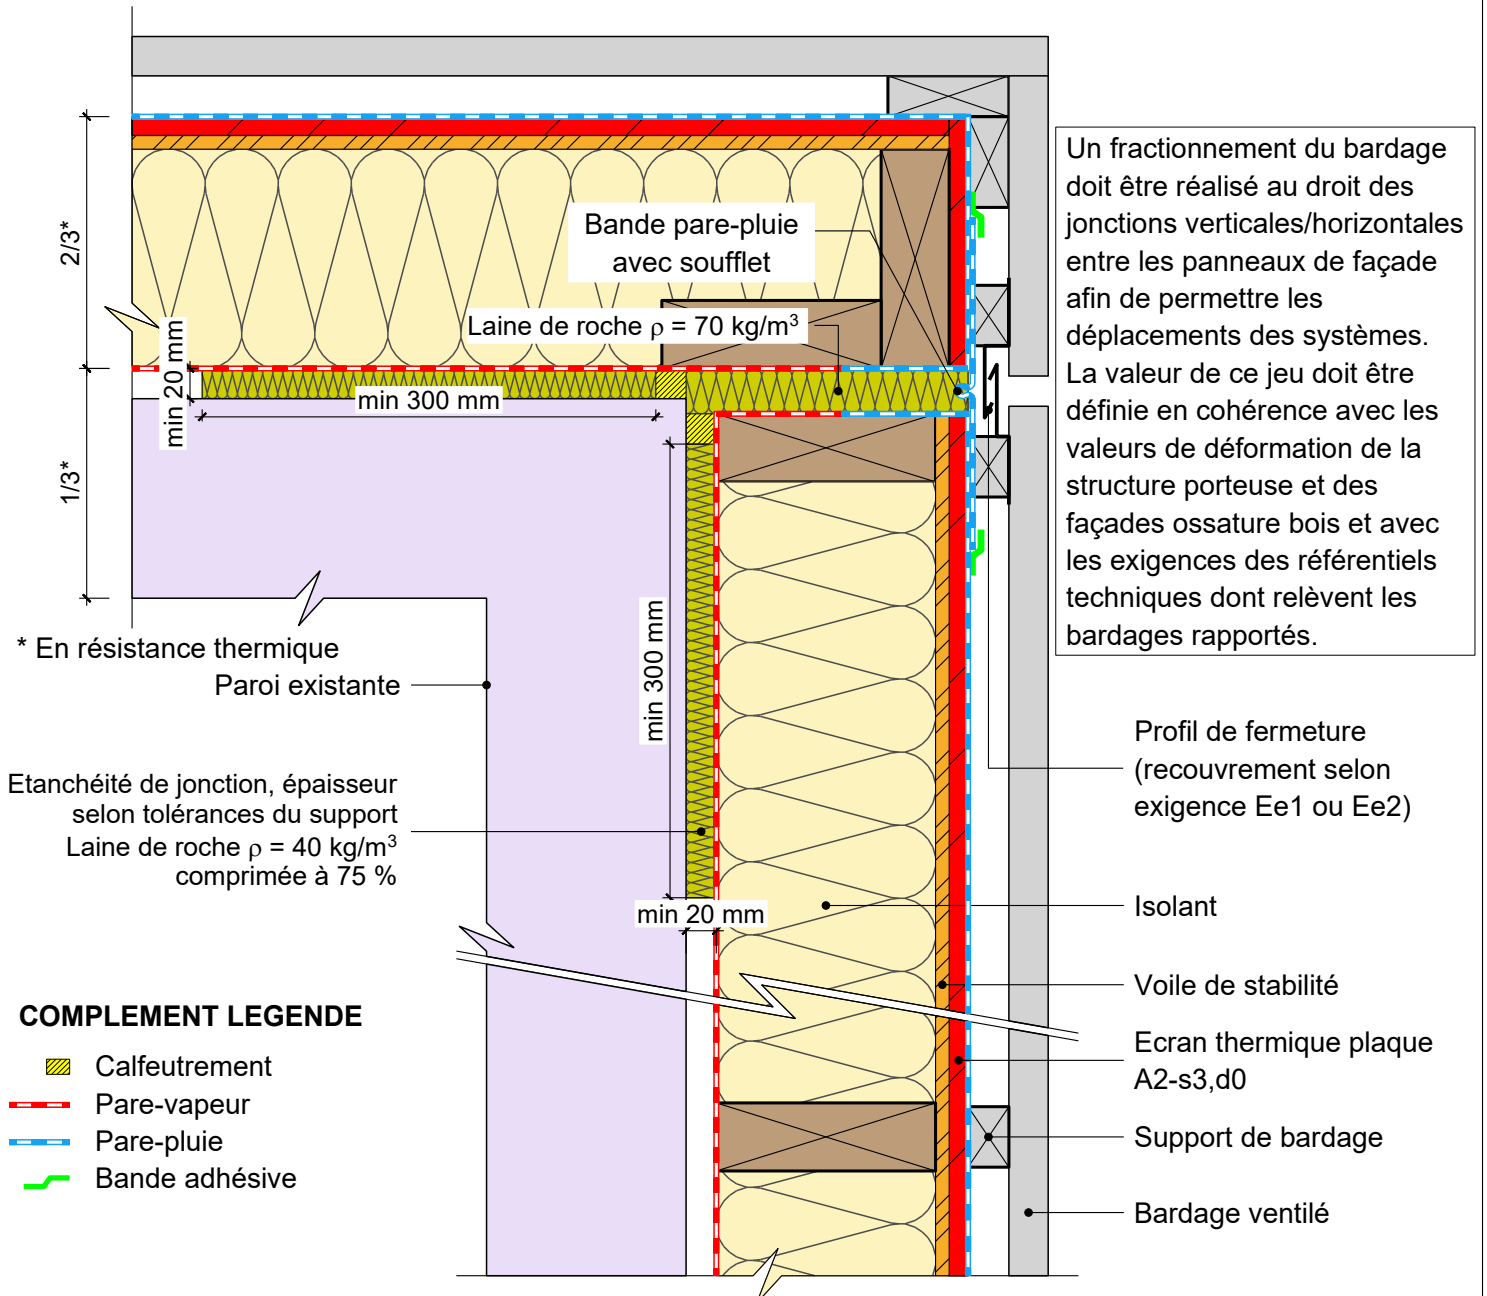 Un fractionnement du bardage
doit être réalisé au droit des
jonctions verticales/horizontales
entre les panneaux de façade
afin de permettre les
déplacements des systèmes.
La valeur de ce jeu doit être
définie en cohérence avec les
valeurs de déformation de la
structure porteuse et des
façades ossature bois et avec
les exigences des référentiels
techniques dont relèvent les
bardages rapportés.
2/3*
Bande pare-pluie
avec soufflet
Laine de roche ρ = 70 kg/m³
min 20 mm
min 300 mm
1/3*
* En résistance thermique
Paroi existante
min 300 mm
Etanchéité de jonction, épaisseur
selon tolérances du support
Laine de roche ρ = 40 kg/m³
comprimée à 75 %
min 20 mm
Profil de fermeture
(recouvrement selon
exigence Ee1 ou Ee2)
Isolant
Voile de stabilité
Ecran thermique plaque
A2-s3,d0
Support de bardage
Bardage ventilé
COMPLEMENT LEGENDE
Calfeutrement
Pare-vapeur
Pare-pluie
Bande adhésive